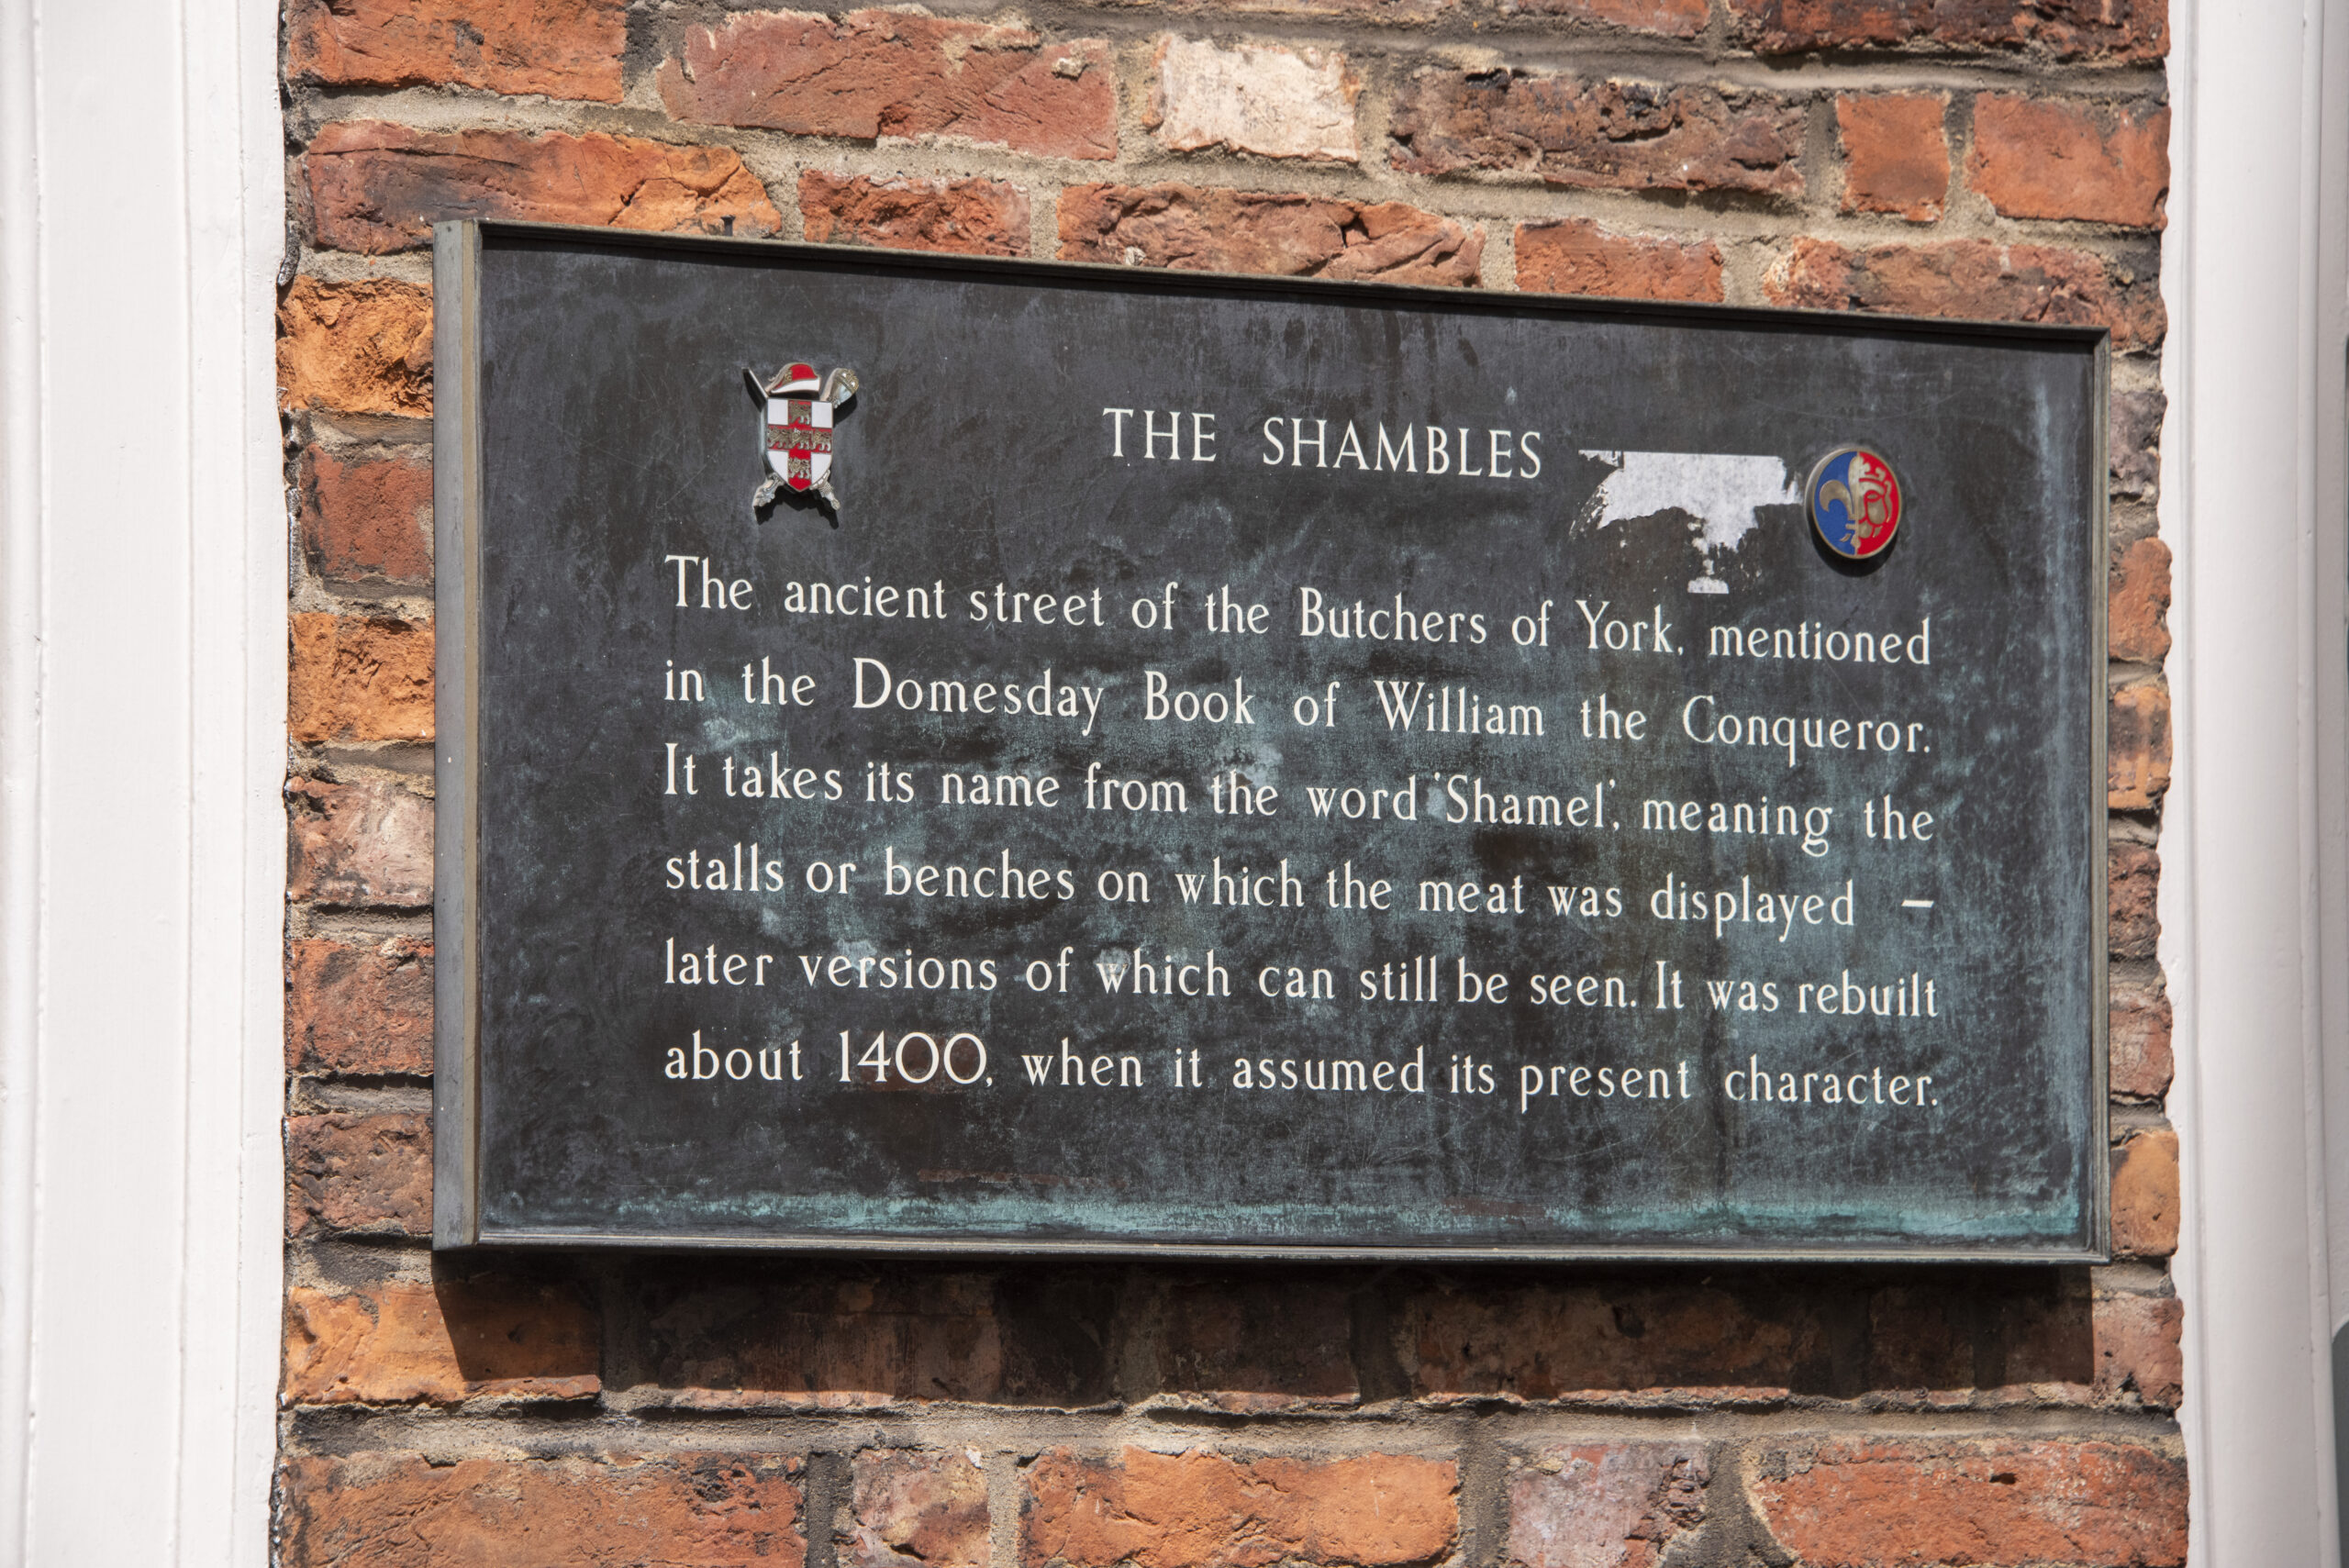 THE SHAMBLES
The ancient street of the Butchers of York, mentioned
in the Domesday Book of William the Conqueror.
It takes its name from the word 'Shamel', meaning the
stalls or benches on which the meat was displayed –
later versions of which can still be seen. It was rebuilt
about 1400, when it assumed its present character.